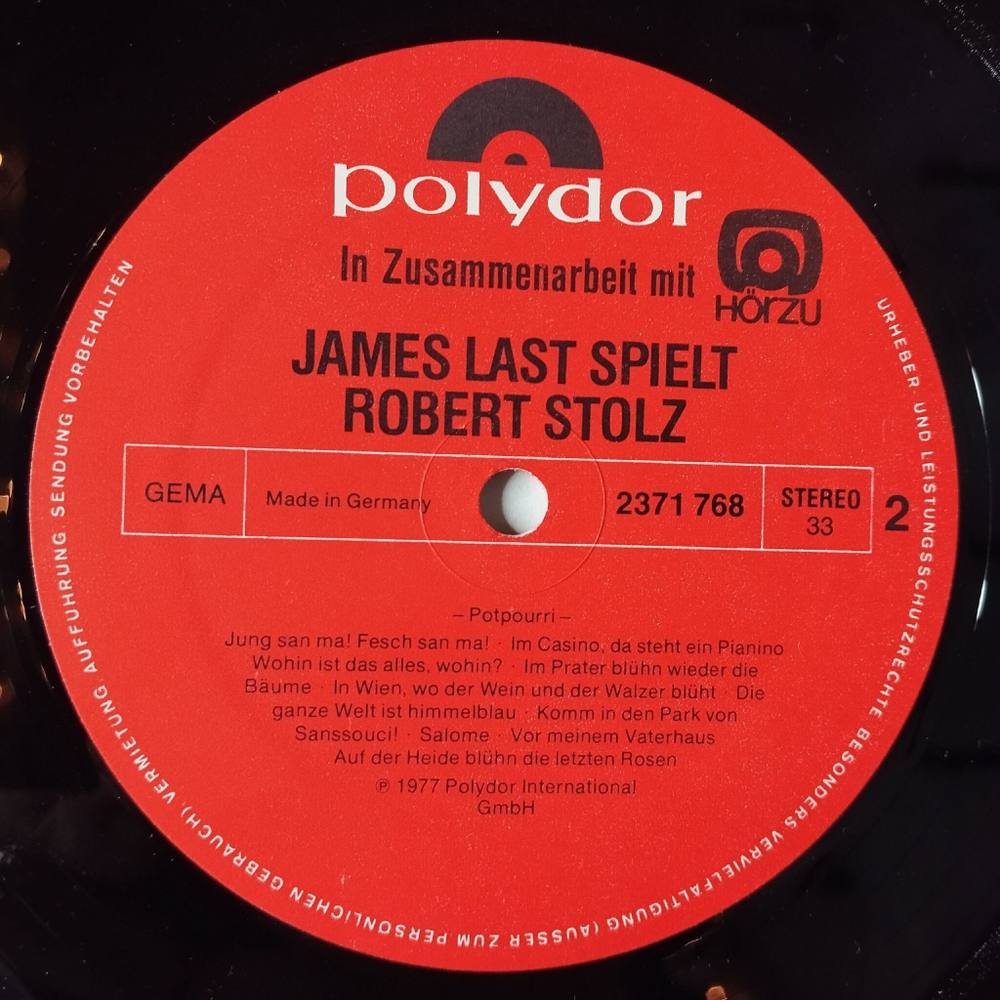 polydor
In Zusammenarbeit mit
HÖRZU
JAMES LAST SPIELT
ROBERT STOLZ
GEMA
Made in Germany
2371 768
STEREO
33
2
– Potpourri –
Jung san ma! Fesch san ma! · Im Casino, da steht ein Pianino
Wohin ist das alles, wohin? · Im Prater blühn wieder die
Bäume · In Wien, wo der Wein und der Walzer blüht · Die
ganze Welt ist himmelblau · Komm in den Park von
Sanssouci! · Salome · Vor meinem Vaterhaus
Auf der Heide blühn die letzten Rosen
℗ 1977 Polydor International
GmbH
URHEBER- UND LEISTUNGSSCHUTZRECHTE, BESONDERS VERVIELFÄLTIGUNG (AUSSER ZUM PERSÖNLICHEN GEBRAUCH), VERMIETUNG, AUFFÜHRUNG, SENDUNG VORBEHALTEN